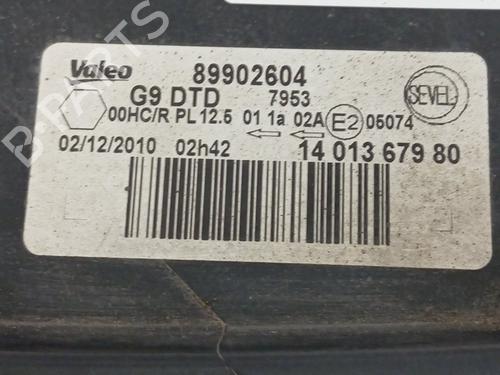 Valeo 89902604
G9 DTD 7953
SEVEL
00HC/R PL 12.5 01 1a 02A E2 05074
02/12/2010 02h42 14 013 679 80
B-PARTS